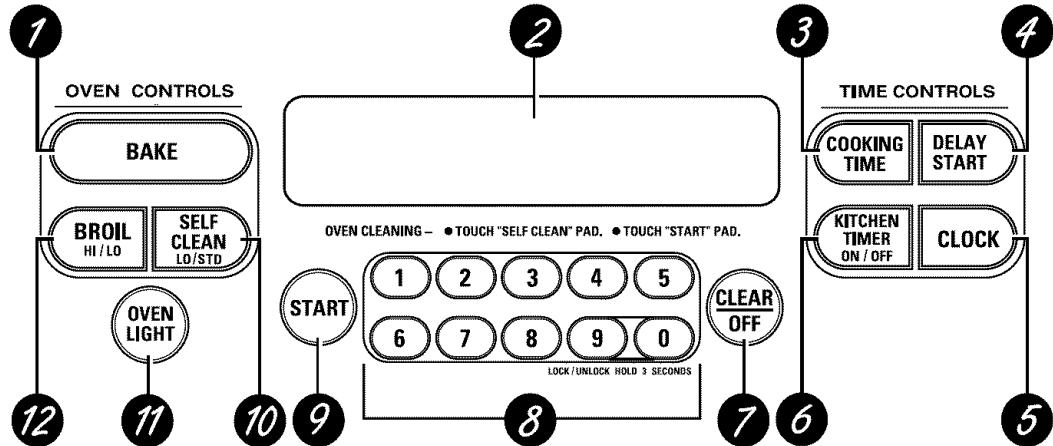 1
2
3
4
OVEN CONTROLS
TIME CONTROLS
BAKE
COOKING
TIME
DELAY
START
BROIL
HI / LO
SELF
CLEAN
LO/STD
OVEN CLEANING – ● TOUCH "SELF CLEAN" PAD. ● TOUCH "START" PAD.
KITCHEN
TIMER
ON / OFF
CLOCK
OVEN
LIGHT
START
1 2 3 4 5
6 7 8 9 0
LOCK/UNLOCK HOLD 3 SECONDS
CLEAR
OFF
12
11
10
9
8
7
6
5